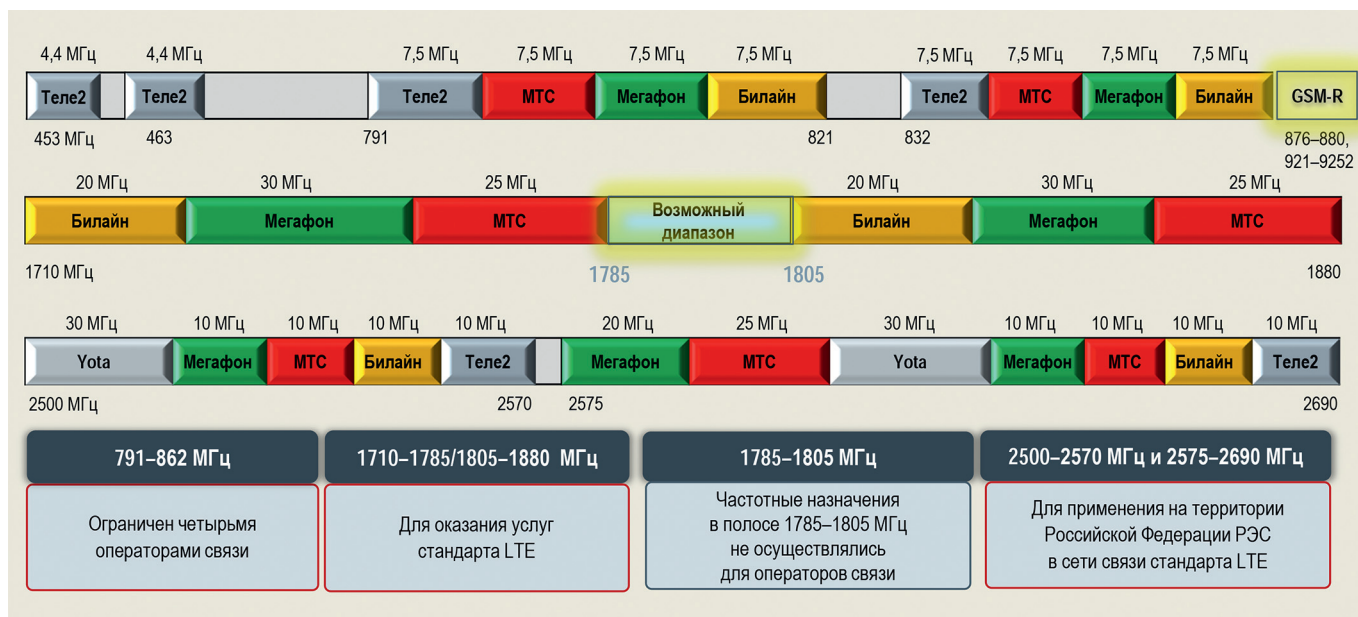 4,4 МГц 4,4 МГц 7,5 МГц 7,5 МГц 7,5 МГц 7,5 МГц 7,5 МГц 7,5 МГц 7,5 МГц 7,5 МГц
Теле2 Теле2 Теле2 МТС Мегафон Билайн Теле2 МТС Мегафон Билайн GSM-R
453 МГц 463 791 821 832 876–880,
921–9252
20 МГц 30 МГц 25 МГц 20 МГц 30 МГц 25 МГц
Билайн Мегафон МТС Возможный диапазон Билайн Мегафон МТС
1710 МГц 1785 1805 1880
30 МГц 10 МГц 10 МГц 10 МГц 10 МГц 20 МГц 25 МГц 30 МГц 10 МГц 10 МГц 10 МГц 10 МГц
Yota Мегафон МТС Билайн Теле2 Мегафон МТС Yota Мегафон МТС Билайн Теле2
2500 МГц 2570 2575 2690
791–862 МГц
Ограничен четырьмя
операторами связи
1710–1785/1805–1880 МГц
Для оказания услуг
стандарта LTE
1785–1805 МГц
Частотные назначения
в полосе 1785–1805 МГц
не осуществлялись
для операторов связи
2500–2570 МГц и 2575–2690 МГц
Для применения на территории
Российской Федерации РЭС
в сети связи стандарта LTE